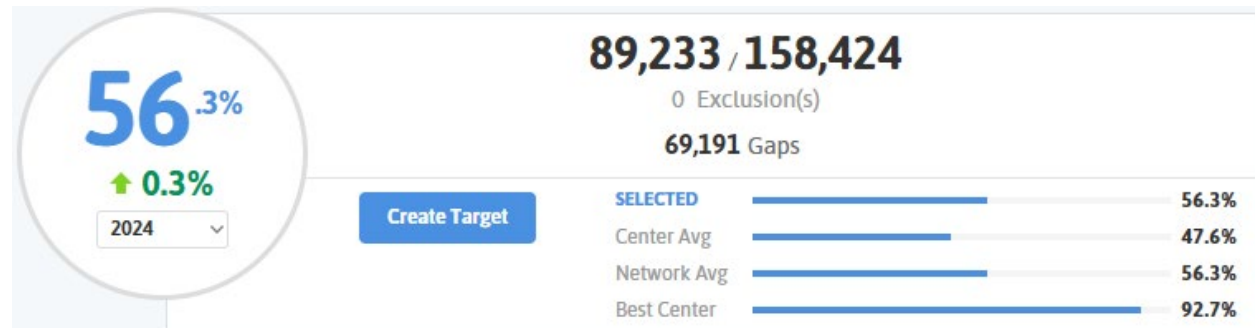 56.3%
0.3%
2024
89,233 / 158,424
0 Exclusion(s)
69,191 Gaps
Create Target
SELECTED 56.3%
Center Avg 47.6%
Network Avg 56.3%
Best Center 92.7%